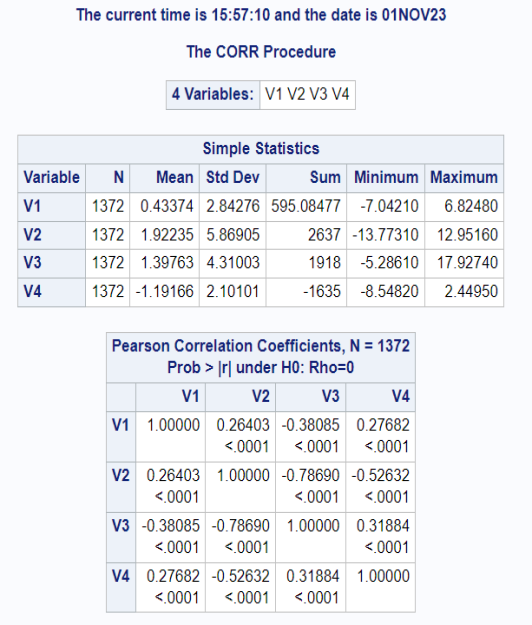 The current time is 15:57:10 and the date is 01NOV23
The CORR Procedure
4 Variables: V1 V2 V3 V4
Simple Statistics
Variable N Mean Std Dev Sum Minimum Maximum
V1 1372 0.43374 2.84276 595.08477 -7.04210 6.82480
V2 1372 1.92235 5.86905 2637 -13.77310 12.95160
V3 1372 1.39763 4.31003 1918 -5.28610 17.92740
V4 1372 -1.19166 2.10101 -1635 -8.54820 2.44950
Pearson Correlation Coefficients, N = 1372
Prob > |r| under H0: Rho=0
V1 V2 V3 V4
V1 1.00000 0.26403 -0.38085 0.27682
<.0001 <.0001 <.0001
V2 0.26403 1.00000 -0.78690 -0.52632
<.0001 <.0001 <.0001
V3 -0.38085 -0.78690 1.00000 0.31884
<.0001 <.0001 <.0001
V4 0.27682 -0.52632 0.31884 1.00000
<.0001 <.0001 <.0001